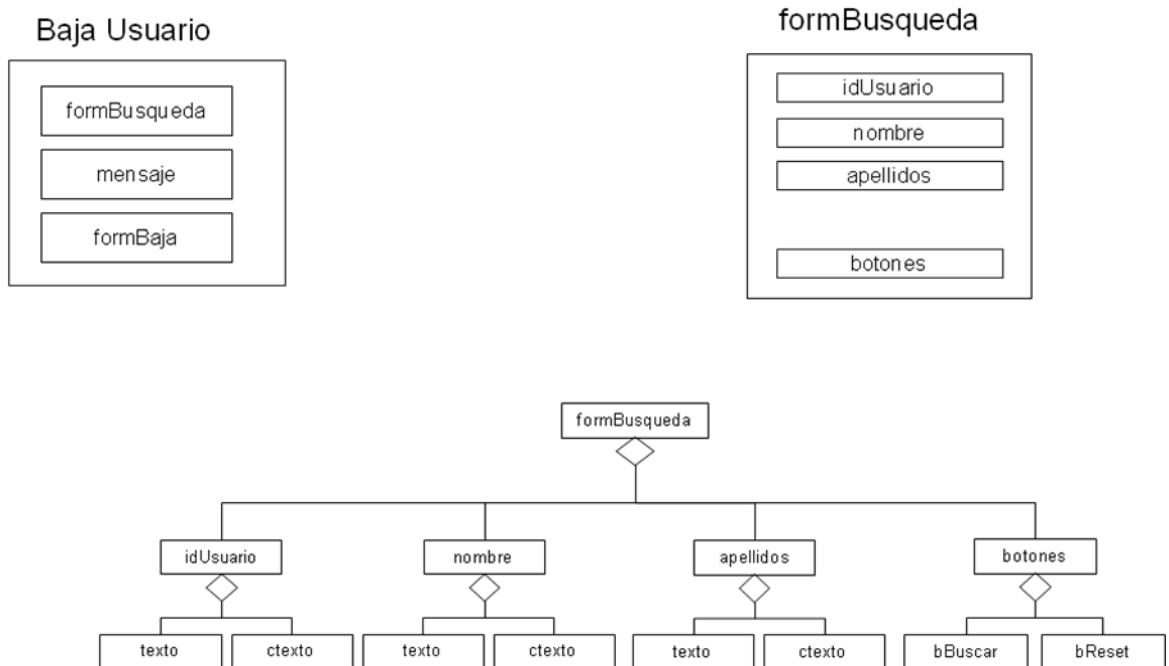 Baja Usuario
formBusqueda
mensaje
formBaja
formBusqueda
idUsuario
nombre
apellidos
botones
formBusqueda
idUsuario
nombre
apellidos
botones
texto
ctexto
texto
ctexto
texto
ctexto
bBuscar
bReset